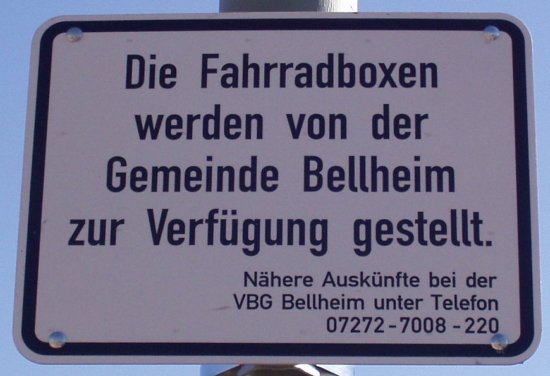 Die Fahrradboxen
werden von der
Gemeinde Bellheim
zur Verfügung gestellt.
Nähere Auskünfte bei der
VBG Bellheim unter Telefon
07272-7008-220